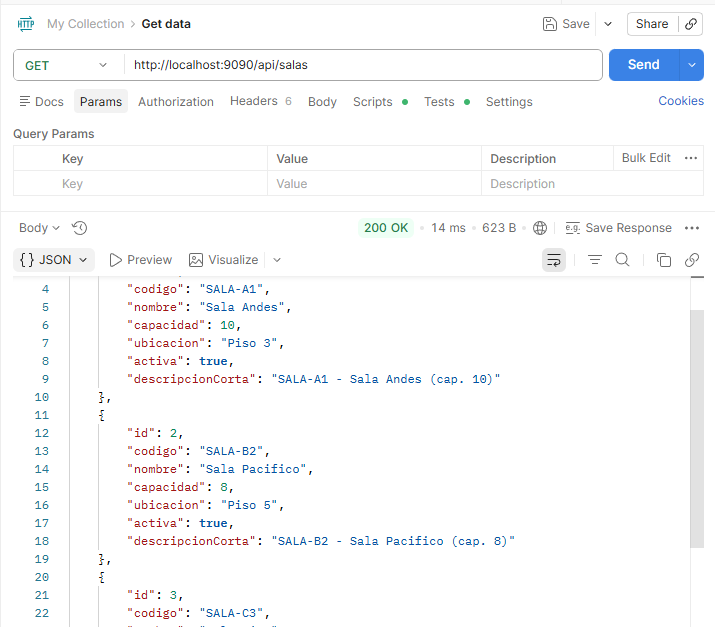 HTTP My Collection > Get data Save Share
GET http://localhost:9090/api/salas Send
Docs Params Authorization Headers 6 Body Scripts Tests Settings Cookies
Query Params
Key Value Description Bulk Edit ...
Key Value Description
Body 200 OK • 14 ms • 623 B • e.g. Save Response ...
{} JSON Preview Visualize
4 "codigo": "SALA-A1",
5 "nombre": "Sala Andes",
6 "capacidad": 10,
7 "ubicacion": "Piso 3",
8 "activa": true,
9 "descripcionCorta": "SALA-A1 - Sala Andes (cap. 10)"
10 },
11 {
12 "id": 2,
13 "codigo": "SALA-B2",
14 "nombre": "Sala Pacifico",
15 "capacidad": 8,
16 "ubicacion": "Piso 5",
17 "activa": true,
18 "descripcionCorta": "SALA-B2 - Sala Pacifico (cap. 8)"
19 },
20 {
21 "id": 3,
22 "codigo": "SALA-C3",